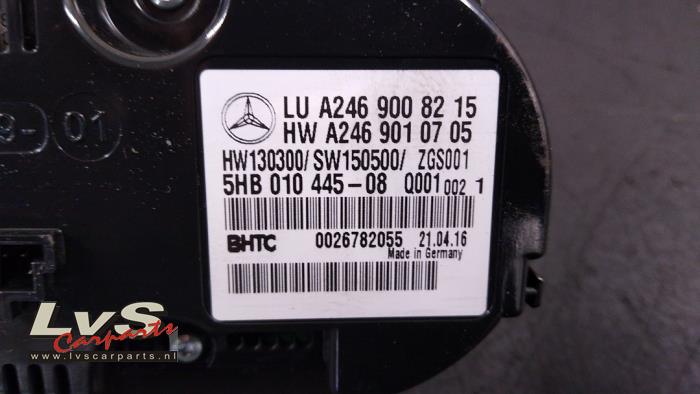 LU A246 900 82 15
HW A246 901 07 05
HW130300/ SW150500/ ZGS001
5HB 010 445-08 Q001 002 1
BHTC 0026782055 21.04.16
Made in Germany
01
LvS
Carparts
www.lvscarparts.nl